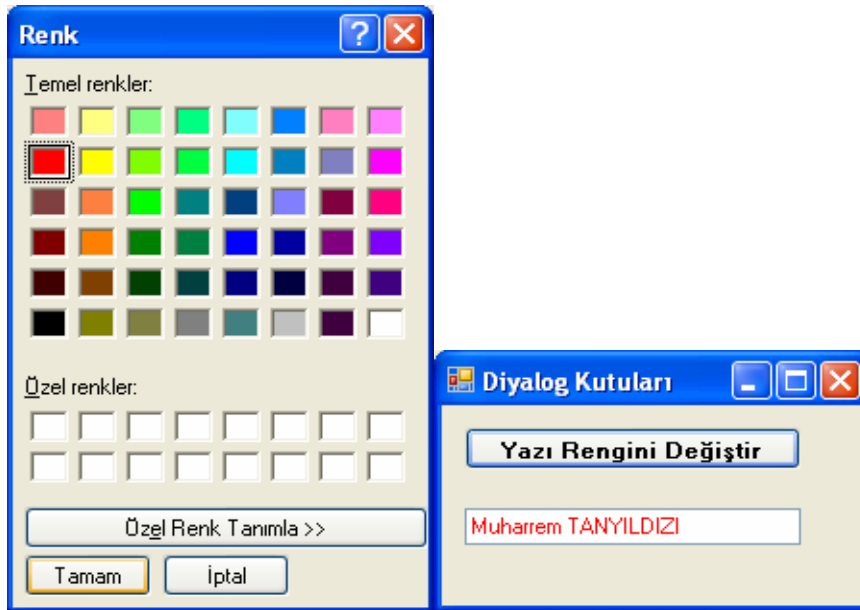 Renk
Temel renkler:
Özel renkler:
Özel Renk Tanımla >>
Tamam
İptal
Diyalog Kutuları
Yazı Rengini Değiştir
Muharrem TANYILDIZI